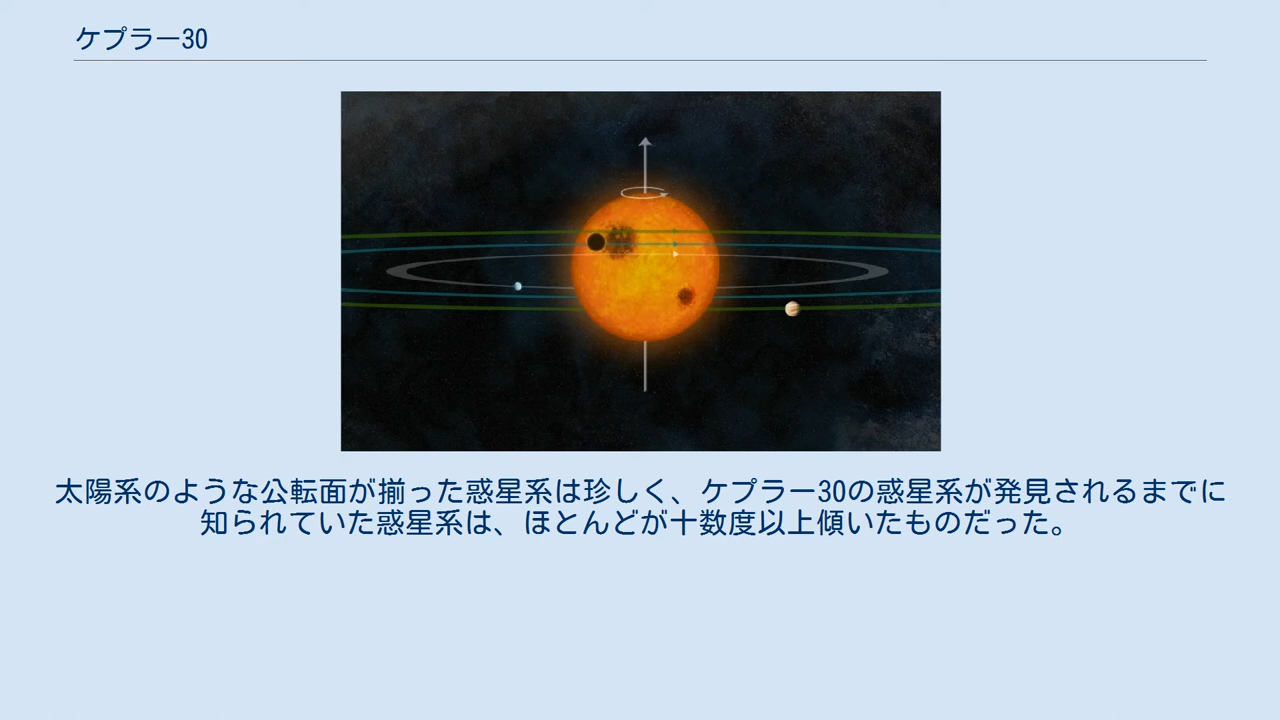 ケプラー30
太陽系のような公転面が揃った惑星系は珍しく、ケプラー30の惑星系が発見されるまでに
知られていた惑星系は、ほとんどが十数度以上傾いたものだった。